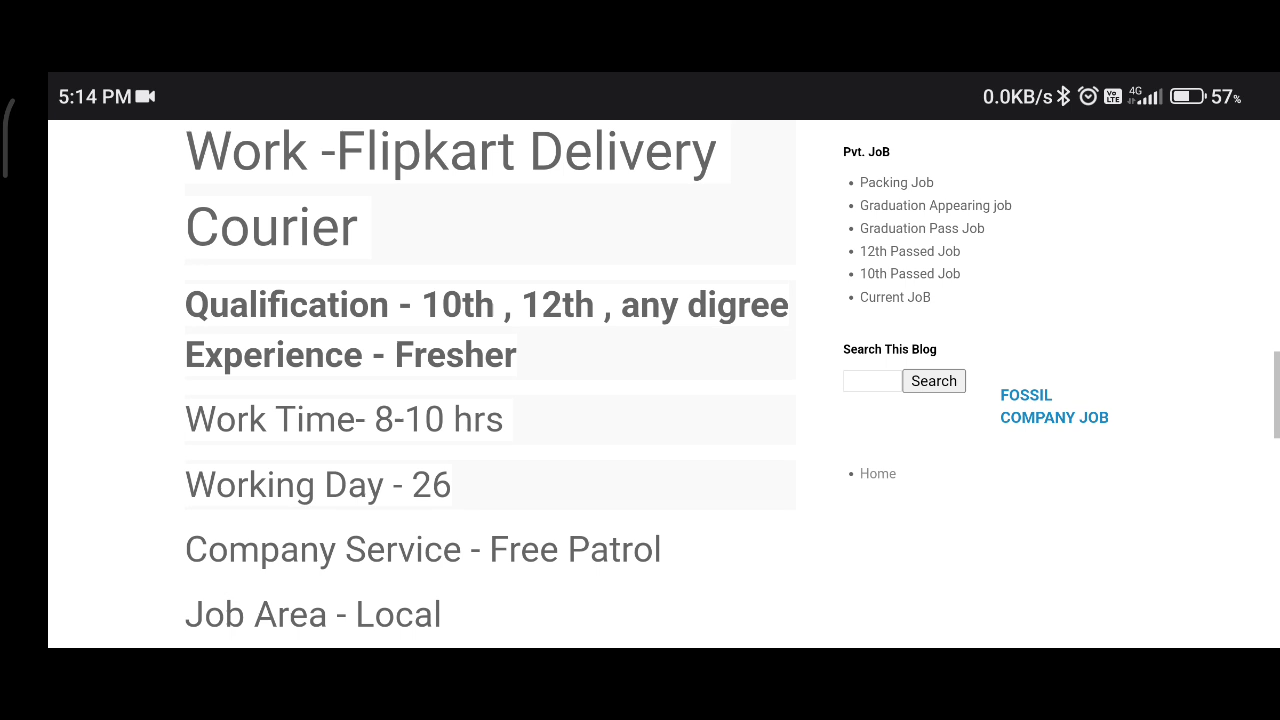 5:14 PM
0.0KB/s 4G Vo LTE 57%
Work -Flipkart Delivery
Courier
Qualification - 10th , 12th , any digree
Experience - Fresher
Work Time- 8-10 hrs
Working Day - 26
Company Service - Free Patrol
Job Area - Local
Pvt. JoB
Packing Job
Graduation Appearing job
Graduation Pass Job
12th Passed Job
10th Passed Job
Current JoB
Search This Blog
Search
FOSSIL
COMPANY JOB
Home